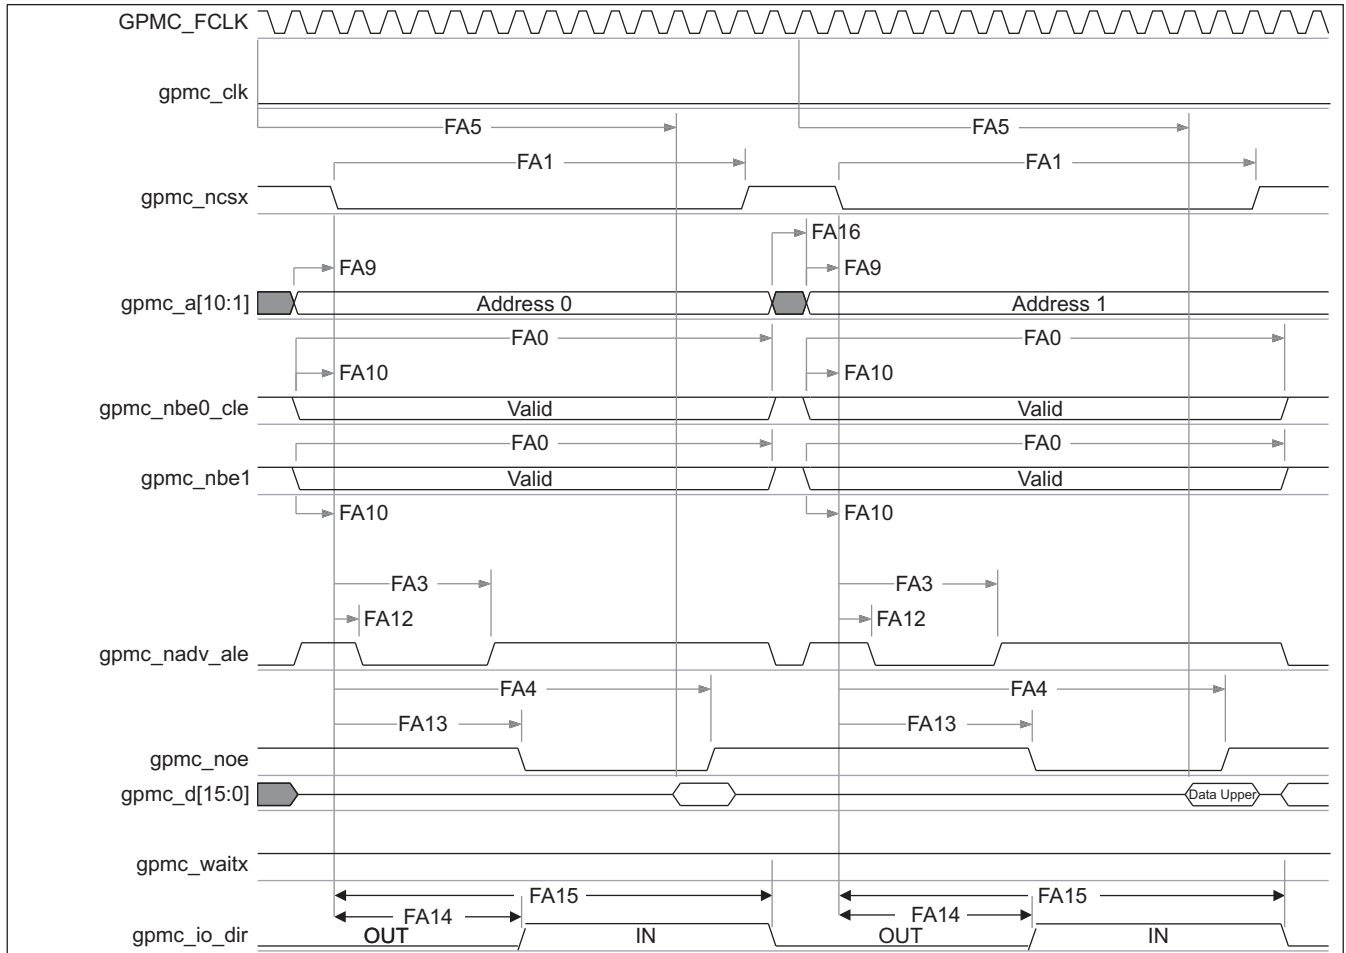 GPMC_FCLK
gpmc_clk
FA5 FA5
FA1 FA1
gpmc_ncsx
FA16
FA9 FA9
gpmc_a[10:1] Address 0 Address 1
FA0 FA0
FA10 FA10
gpmc_nbe0_cle Valid Valid
FA0 FA0
gpmc_nbe1 Valid Valid
FA10 FA10
FA3 FA3
FA12 FA12
gpmc_nadv_ale
FA4 FA4
FA13 FA13
gpmc_noe
gpmc_d[15:0] Data Upper
gpmc_waitx
FA15 FA15
FA14 FA14
gpmc_io_dir OUT IN OUT IN